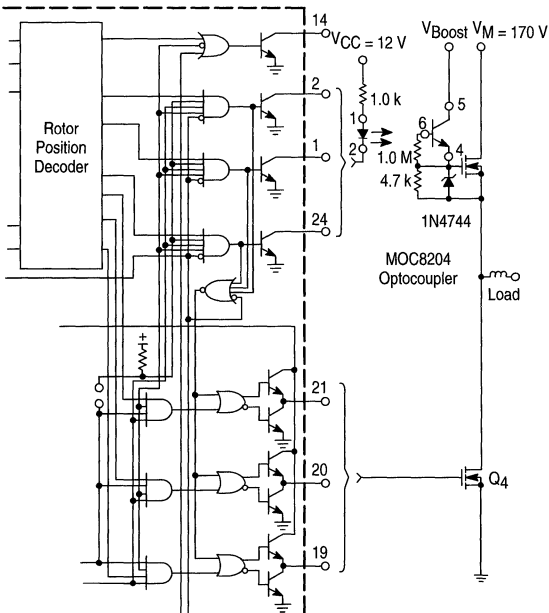 14
VCC = 12 V
VBoost
VM = 170 V
2
1.0 k
1
2
6
5
4
1.0 M
4.7 k
1N4744
Rotor
Position
Decoder
1
24
MOC8204
Optocoupler
Load
+
21
20
Q4
19